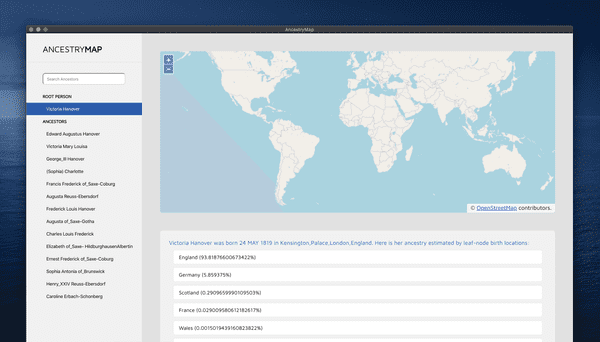 AncestryMap
ANCESTRYMAP
Search Ancestors
ROOT PERSON
Victoria Hanover
ANCESTORS
Edward Augustus Hanover
Victoria Mary Louisa
George_III Hanover
(Sophia) Charlotte
Francis Frederick of_Saxe-Coburg
Augusta Reuss-Ebersdorf
Frederick Louis Hanover
Augusta of_Saxe-Gotha
Charles Louis Frederick
Elizabeth of_Saxe- HildburghausenAlbertin
Ernest Frederick of_Saxe-Coburg
Sophia Antonia of_Brunswick
Henry_XXIV Reuss-Ebersdorf
Caroline Erbach-Schonberg
+
−
© OpenStreetMap contributors.
Victoria Hanover was born 24 MAY 1819 in Kensington,Palace,London,England. Here is her ancestry estimated by leaf-node birth locations:
England (93.81876600673422%)
Germany (5.859375%)
Scotland (0.2909659990109503%)
France (0.02900958061218261​7%)
Wales (0.00150194391608238​22%)